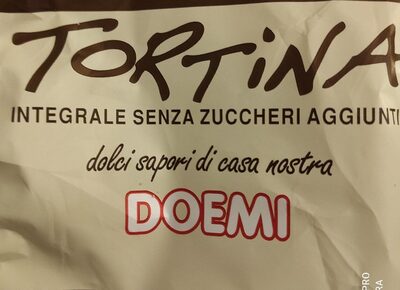 TORTiNA
INTEGRALE SENZA ZUCCHERI AGGIUNTI
dolci sapori di casa nostra
DOEMI